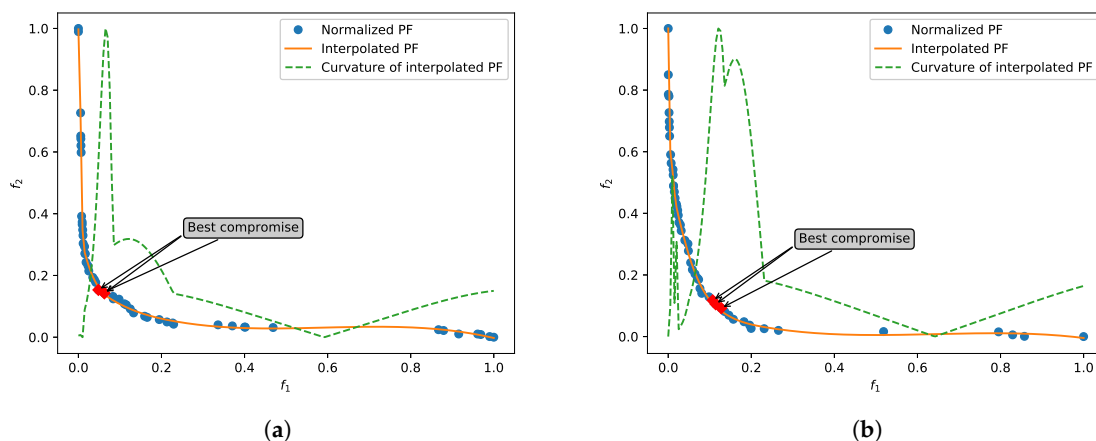 Normalized PF
Interpolated PF
Curvature of interpolated PF
Best compromise
f2
1.0
0.8
0.6
0.4
0.2
0.0
0.0 0.2 0.4 0.6 0.8 1.0
f1
(a)
Normalized PF
Interpolated PF
Curvature of interpolated PF
Best compromise
f2
1.0
0.8
0.6
0.4
0.2
0.0
0.0 0.2 0.4 0.6 0.8 1.0
f1
(b)